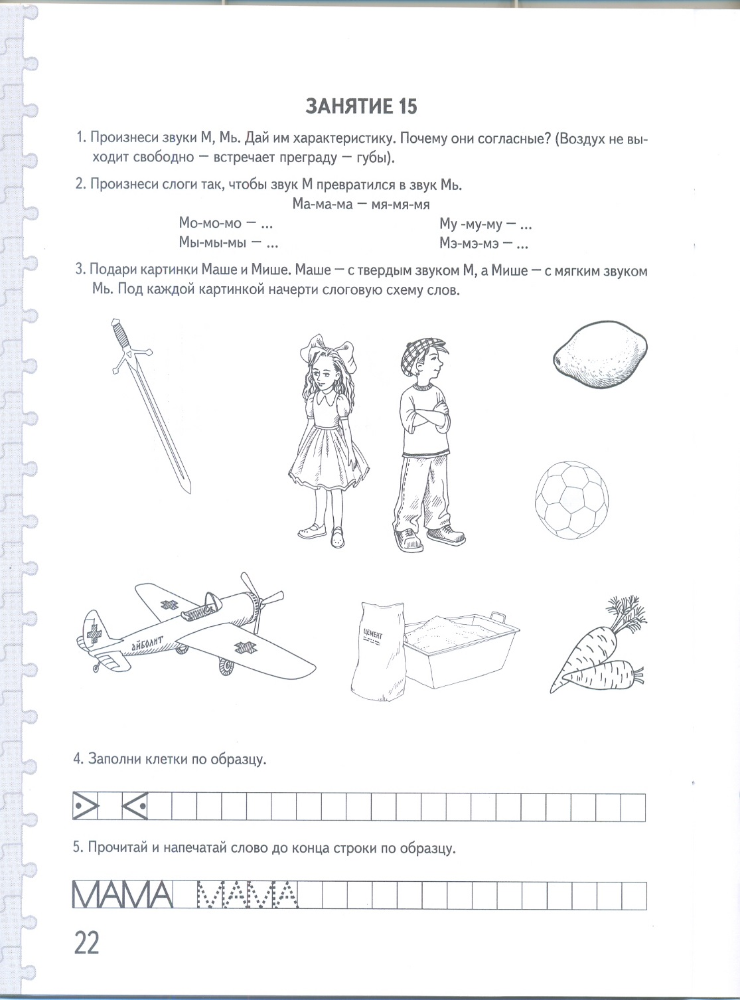 ЗАНЯТИЕ 15
1. Произнеси звуки М, Мь. Дай им характеристику. Почему они согласные? (Воздух не вы-
ходит свободно — встречает преграду — губы).
2. Произнеси слоги так, чтобы звук М превратился в звук Мь.
Ма-ма-ма — мя-мя-мя
Мо-мо-мо — ... Му -му-му — ...
Мы-мы-мы — ... Мэ-мэ-мэ — ...
3. Подари картинки Маше и Мише. Маше — с твердым звуком М, а Мише — с мягким звуком
Мь. Под каждой картинкой начерти слоговую схему слов.
АЙБОЛИТ
ЦЕМЕНТ
4. Заполни клетки по образцу.
5. Прочитай и напечатай слово до конца строки по образцу.
МАМА МАМА
22